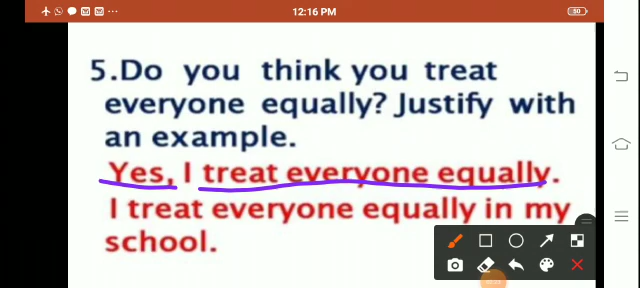 12:16 PM
50
5.Do you think you treat
everyone equally? Justify with
an example.
Yes, I treat everyone equally.
I treat everyone equally in my
school.